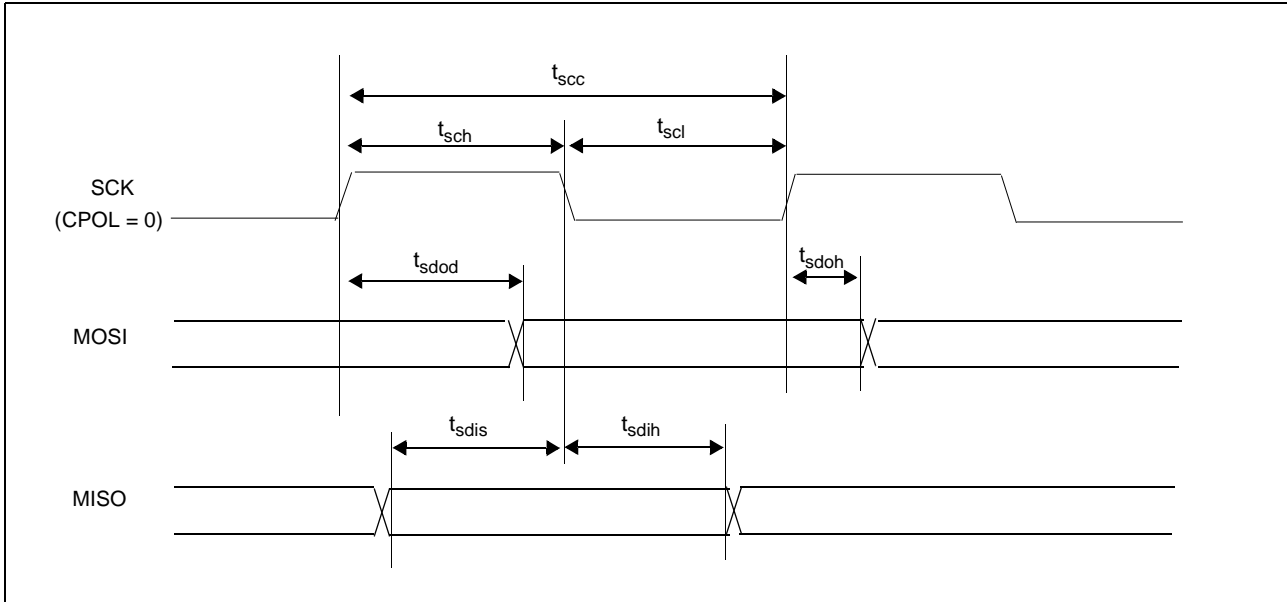 tscc
tsch
tscl
SCK
(CPOL = 0)
tsdod
tsdoh
MOSI
tsdis
tsdih
MISO